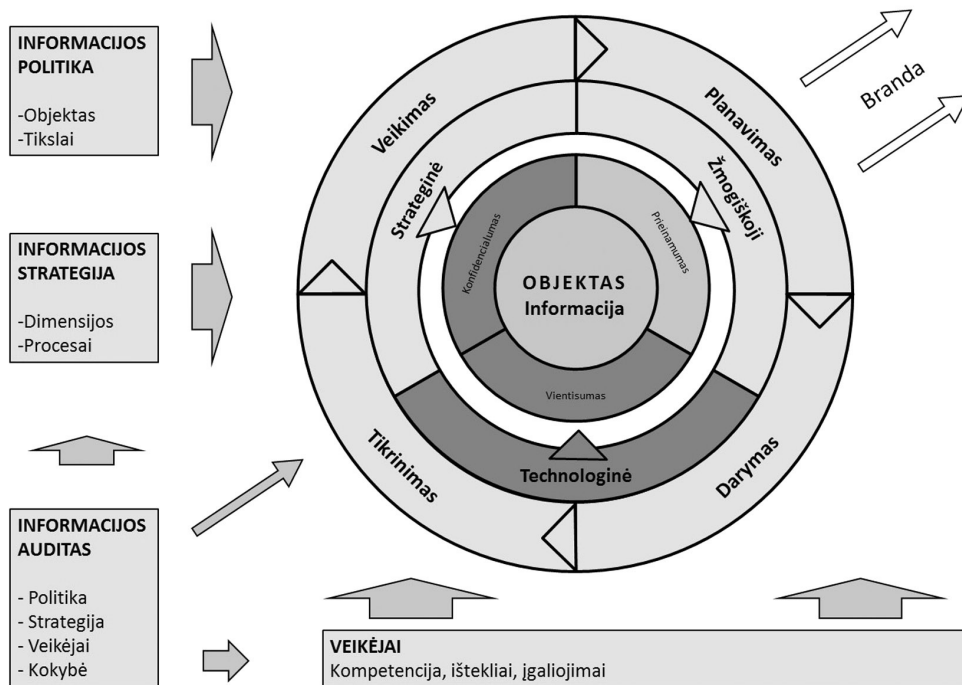 INFORMACIJOS
POLITIKA
-Objektas
-Tikslai
INFORMACIJOS
STRATEGIJA
-Dimensijos
-Procesai
INFORMACIJOS
AUDITAS
- Politika
- Strategija
- Veikėjai
- Kokybė
Veikimas
Planavimas
Branda
Strateginė
Žmogiškoji
Konfidencialumas
Prieinamumas
OBJEKTAS
Informacija
Vientisumas
Technologinė
Tikrinimas
Darymas
VEIKĖJAI
Kompetencija, ištekliai, įgaliojimai